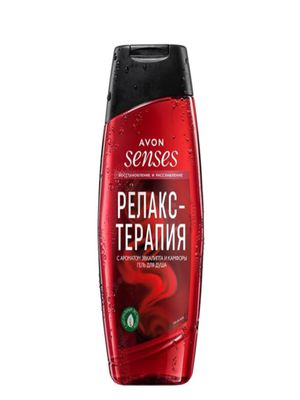 AVON
senses
ВОССТАНОВЛЕНИЕ И РАССЛАБЛЕНИЕ
РЕЛАКС-
ТЕРАПИЯ
С АРОМАТОМ ЭВКАЛИПТА И КАМФОРЫ
ГЕЛЬ ДЛЯ ДУША